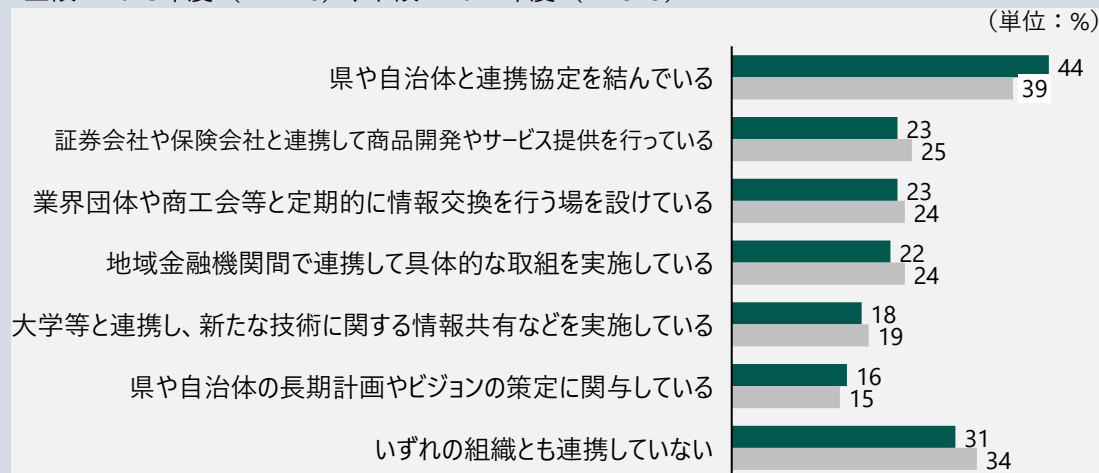 （単位：%）
県や自治体と連携協定を結んでいる
44
39
証券会社や保険会社と連携して商品開発やサービス提供を行っている
23
25
業界団体や商工会等と定期的に情報交換を行う場を設けている
23
24
地域金融機関間で連携して具体的な取組を実施している
22
24
大学等と連携し、新たな技術に関する情報共有などを実施している
18
19
県や自治体の長期計画やビジョンの策定に関与している
16
15
いずれの組織とも連携していない
31
34